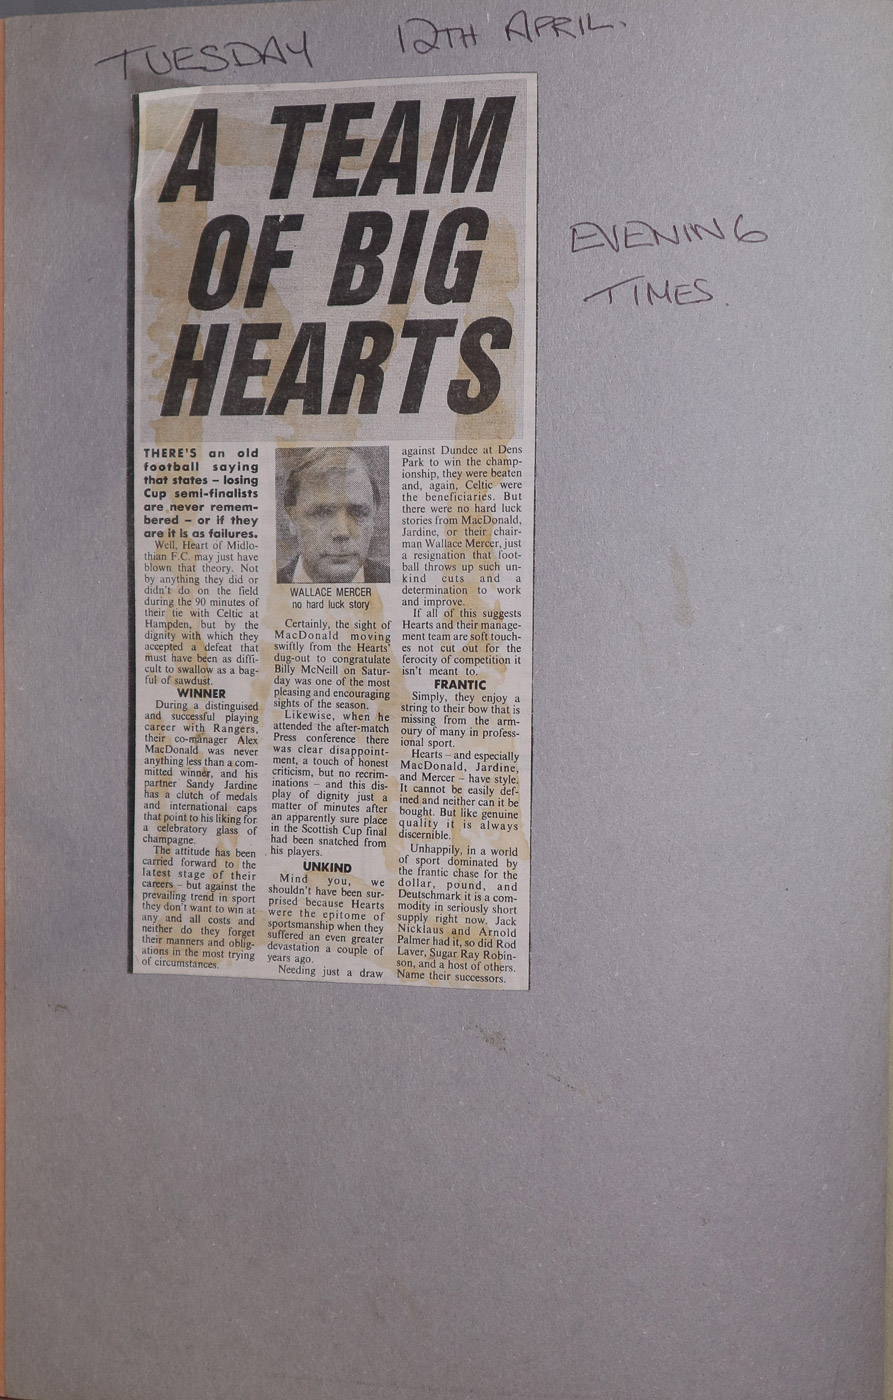 TUESDAY 12TH APRIL.
EVENING
TIMES.
A TEAM
OF BIG
HEARTS
THERE'S an old
football saying
that states – losing
Cup semi-finalists
are never remem-
bered – or if they
are it is as failures.
Well, Heart of Midlo-
thian F.C. may just have
blown that theory. Not
by anything they did or
didn't do on the field
during the 90 minutes of
their tie with Celtic at
Hampden, but by the
dignity with which they
accepted a defeat that
must have been as diffi-
cult to swallow as a bag-
ful of sawdust.
WINNER
During a distinguised
and successful playing
career with Rangers,
their co-manager Alex
MacDonald was never
anything less than a com-
mitted winner, and his
partner Sandy Jardine
has a clutch of medals
and international caps
that point to his liking for
a celebratory glass of
champagne.
The attitude has been
carried forward to the
latest stage of their
careers – but against the
prevailing trend in sport
they don't want to win at
any and all costs and
neither do they forget
their manners and oblig-
ations in the most trying
of circumstances.
WALLACE MERCER
no hard luck story
Certainly, the sight of
MacDonald moving
swiftly from the Hearts'
dug-out to congratulate
Billy McNeill on Satur-
day was one of the most
pleasing and encouraging
sights of the season.
Likewise, when he
attended the after-match
Press conference there
was clear disappoint-
ment, a touch of honest
criticism, but no recrim-
inations – and this dis-
play of dignity just a
matter of minutes after
an apparently sure place
in the Scottish Cup final
had been snatched from
his players.
UNKIND
Mind you, we
shouldn't have been sur-
prised because Hearts
were the epitome of
sportsmanship when they
suffered an even greater
devastation a couple of
years ago.
Needing just a draw
against Dundee at Dens
Park to win the champ-
ionship, they were beaten
and, again, Celtic were
the beneficiaries. But
there were no hard luck
stories from MacDonald,
Jardine, or their chair-
man Wallace Mercer, just
a resignation that foot-
ball throws up such un-
kind cuts and a
determination to work
and improve.
If all of this suggests
Hearts and their manage-
ment team are soft touch-
es not cut out for the
ferocity of competition it
isn't meant to.
FRANTIC
Simply, they enjoy a
string to their bow that is
missing from the arm-
oury of many in profess-
ional sport.
Hearts – and especially
MacDonald, Jardine,
and Mercer – have style.
It cannot be easily def-
ined and neither can it be
bought. But like genuine
quality it is always
discernible.
Unhappily, in a world
of sport dominated by
the frantic chase for the
dollar, pound, and
Deutschmark it is a com-
modity in seriously short
supply right now. Jack
Nicklaus and Arnold
Palmer had it, so did Rod
Laver, Sugar Ray Robin-
son, and a host of others.
Name their successors.